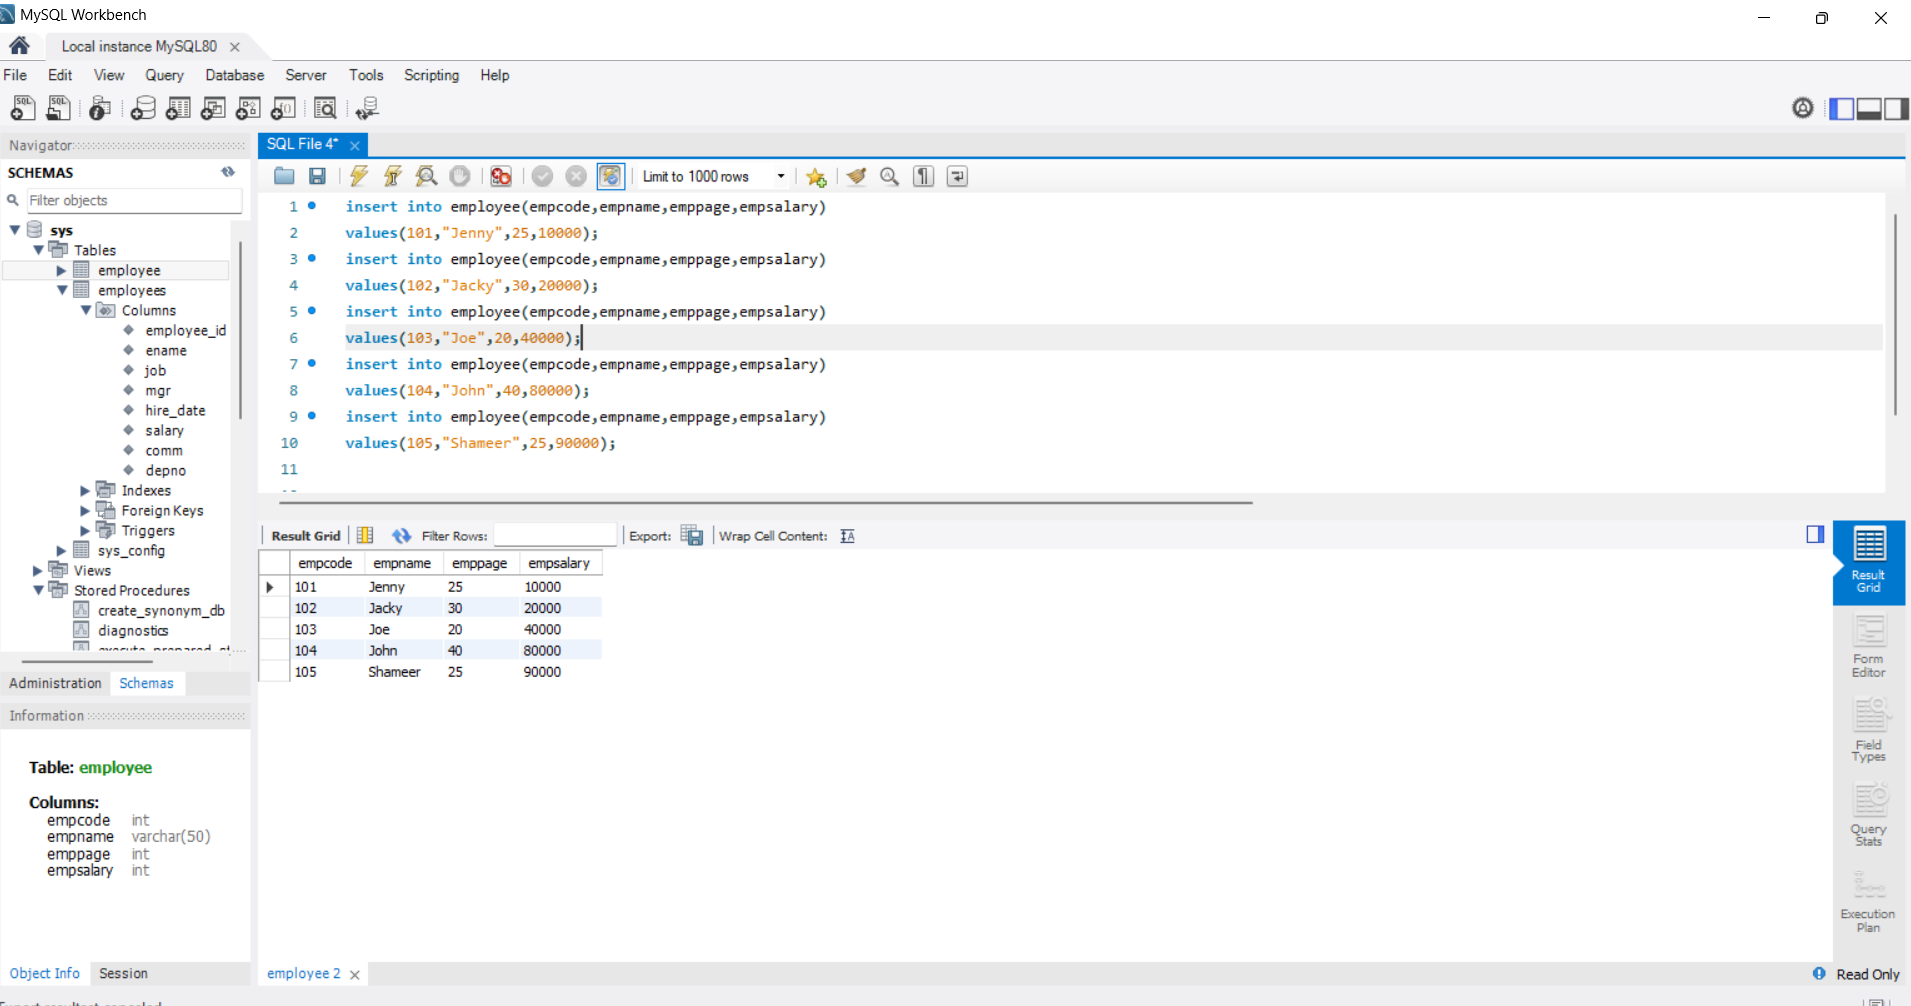 MySQL Workbench
Local instance MySQL80
File Edit View Query Database Server Tools Scripting Help
Navigator
SCHEMAS
Filter objects
sys
Tables
employee
employees
Columns
employee_id
ename
job
mgr
hire_date
salary
comm
depno
Indexes
Foreign Keys
Triggers
sys_config
Views
Stored Procedures
create_synonym_db
diagnostics
Administration Schemas
Information
Table: employee
Columns:
empcode int
empname varchar(50)
emppage int
empsalary int
Object Info Session
SQL File 4*
Limit to 1000 rows
1 insert into employee(empcode,empname,emppage,empsalary)
2 values(101,"Jenny",25,10000);
3 insert into employee(empcode,empname,emppage,empsalary)
4 values(102,"Jacky",30,20000);
5 insert into employee(empcode,empname,emppage,empsalary)
6 values(103,"Joe",20,40000);
7 insert into employee(empcode,empname,emppage,empsalary)
8 values(104,"John",40,80000);
9 insert into employee(empcode,empname,emppage,empsalary)
10 values(105,"Shameer",25,90000);
11
Result Grid Filter Rows: Export: Wrap Cell Content:
empcode empname emppage empsalary
101 Jenny 25 10000
102 Jacky 30 20000
103 Joe 20 40000
104 John 40 80000
105 Shameer 25 90000
Result
Grid
Form
Editor
Field
Types
Query
Stats
Execution
Plan
employee 2
Read Only